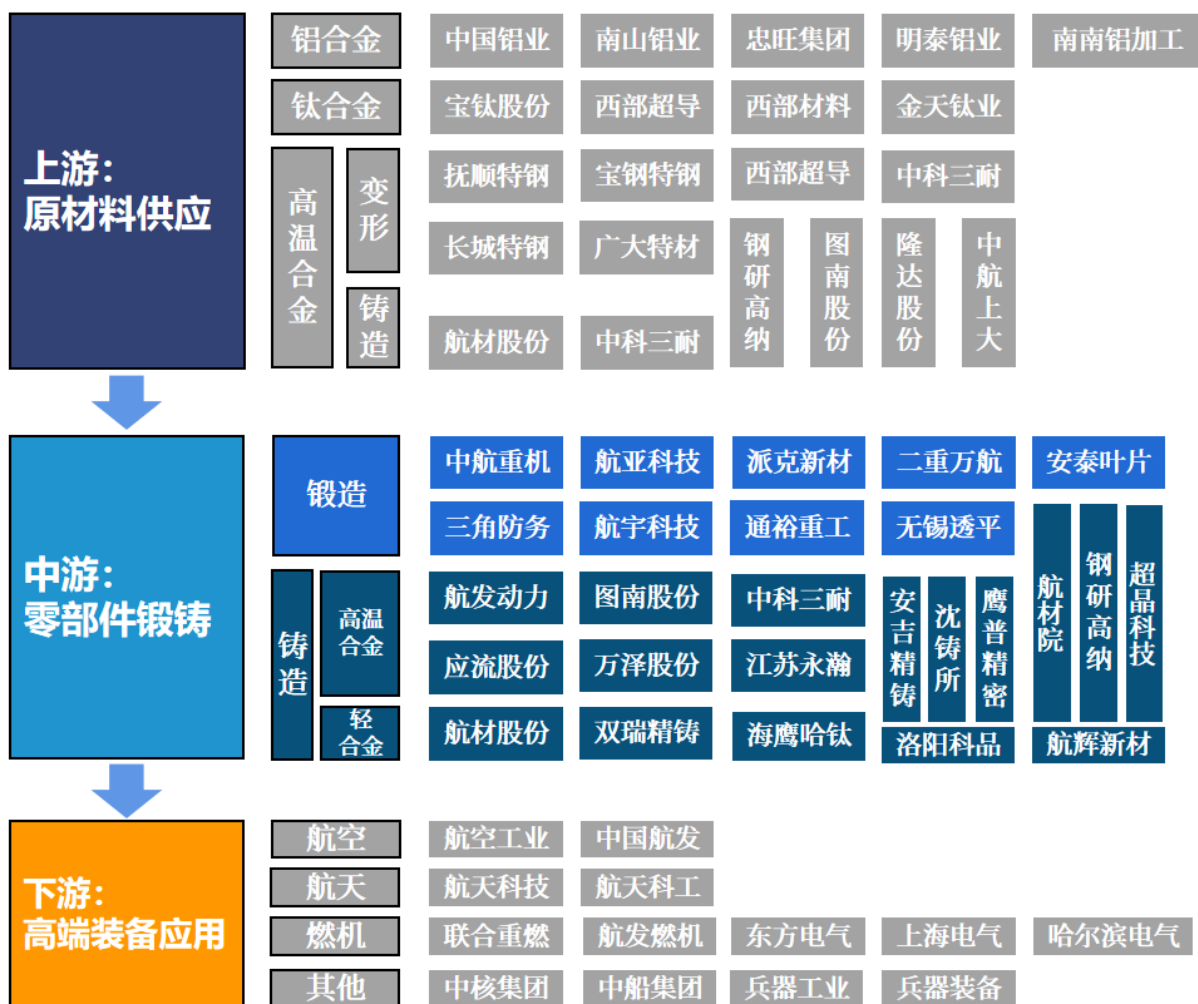 上游：
原材料供应
铝合金
中国铝业
南山铝业
忠旺集团
明泰铝业
南南铝加工
钛合金
宝钛股份
西部超导
西部材料
金天钛业
高温合金
变形
抚顺特钢
宝钢特钢
西部超导
中科三耐
长城特钢
广大特材
钢研高纳
图南股份
隆达股份
中航上大
铸造
航材股份
中科三耐
中游：
零部件锻铸
锻造
中航重机
航亚科技
派克新材
二重万航
安泰叶片
三角防务
航宇科技
通裕重工
无锡透平
铸造
高温
合金
航发动力
图南股份
中科三耐
安吉精铸
沈铸所
鹰普精密
航材院
钢研高纳
超晶科技
应流股份
万泽股份
江苏永瀚
轻
合金
航材股份
双瑞精铸
海鹰哈钛
洛阳科品
航辉新材
下游：
高端装备应用
航空
航空工业
中国航发
航天
航天科技
航天科工
燃机
联合重燃
航发燃机
东方电气
上海电气
哈尔滨电气
其他
中核集团
中船集团
兵器工业
兵器装备